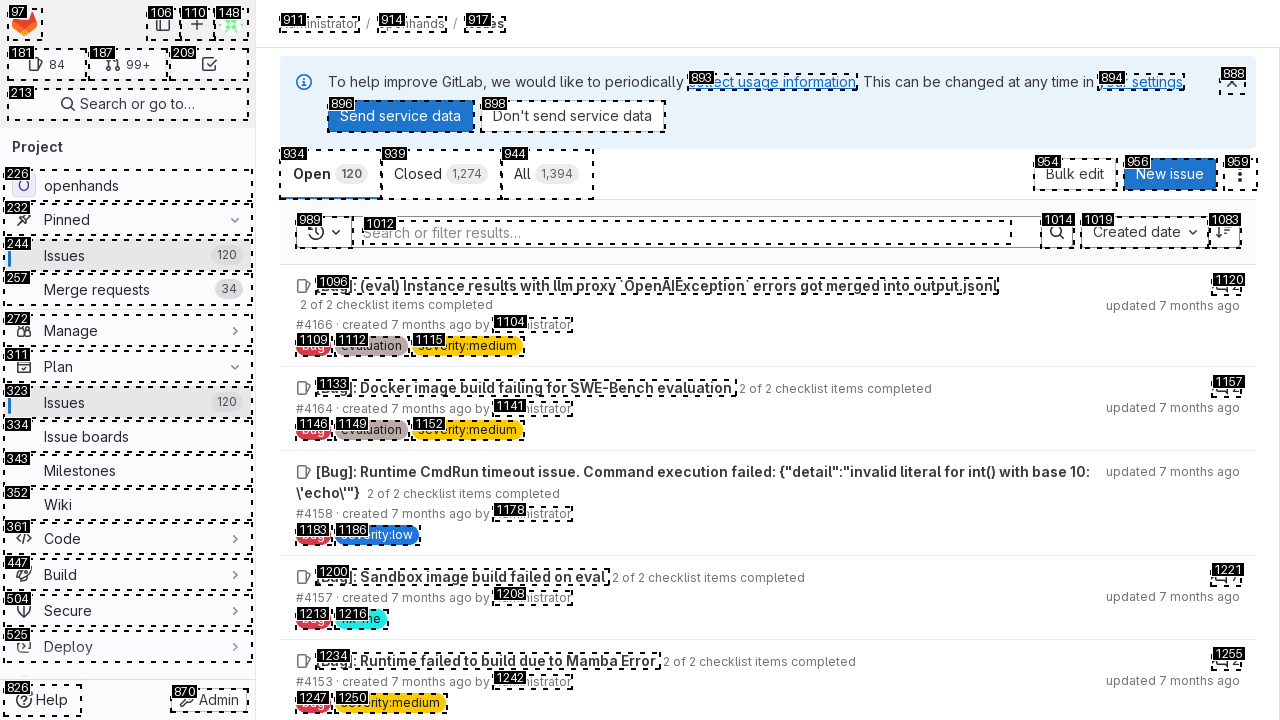 97
106
110
148
181
84
187
99+
209
213
Search or go to…
Project
226
openhands
232
Pinned
244
Issues
120
257
Merge requests
34
272
Manage
311
Plan
323
Issues
120
334
Issue boards
343
Milestones
352
Wiki
361
Code
447
Build
504
Secure
525
Deploy
826
Help
870
Admin
911
/
914
/
917
To help improve GitLab, we would like to periodically 893 usage information. This can be changed at any time in 894 settings
888
896
Send service data
898
Don't send service data
934
Open 120
939
Closed 1,274
944
All 1,394
954
Bulk edit
956
New issue
959
989
1012
Search or filter results…
1014
1019
Created date
1083
1096 (eval) Instance results with llm proxy `OpenAIException` errors got merged into output.jsonl
1120
2 of 2 checklist items completed
updated 7 months ago
#4166 · created 7 months ago by 1104
1109
1112 evaluation
1115 severity:medium
1133 Docker image build failing for SWE-Bench evaluation 2 of 2 checklist items completed
1157
#4164 · created 7 months ago by 1141
updated 7 months ago
1146
1149 evaluation
1152 severity:medium
[Bug]: Runtime CmdRun timeout issue. Command execution failed: {"detail":"invalid literal for int() with base 10:
updated 7 months ago
\'echo\'"} 2 of 2 checklist items completed
#4158 · created 7 months ago by 1178
1183
1186 severity:low
1200 Sandbox image build failed on eval 2 of 2 checklist items completed
1221
#4157 · created 7 months ago by 1208
updated 7 months ago
1213
1216
1234 Runtime failed to build due to Mamba Error 2 of 2 checklist items completed
1255
#4153 · created 7 months ago by 1242
updated 7 months ago
1247
1250 severity:medium